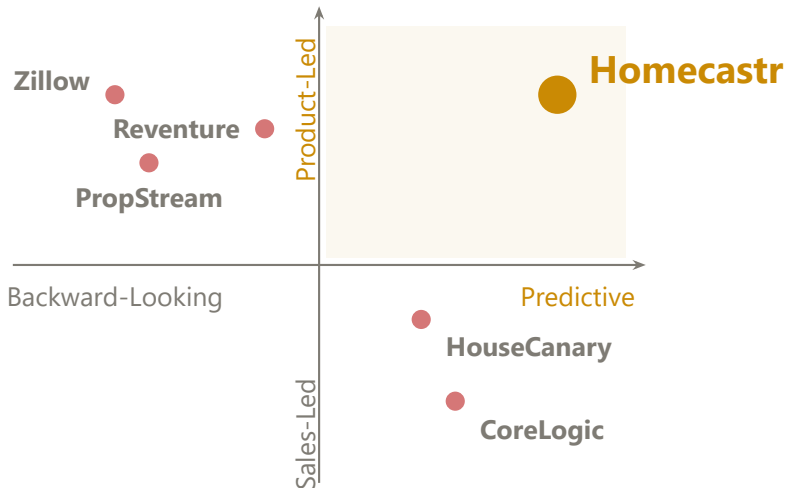 Homecastr
Zillow
Product-Led
Reventure
PropStream
Backward-Looking
Predictive
HouseCanary
Sales-Led
CoreLogic